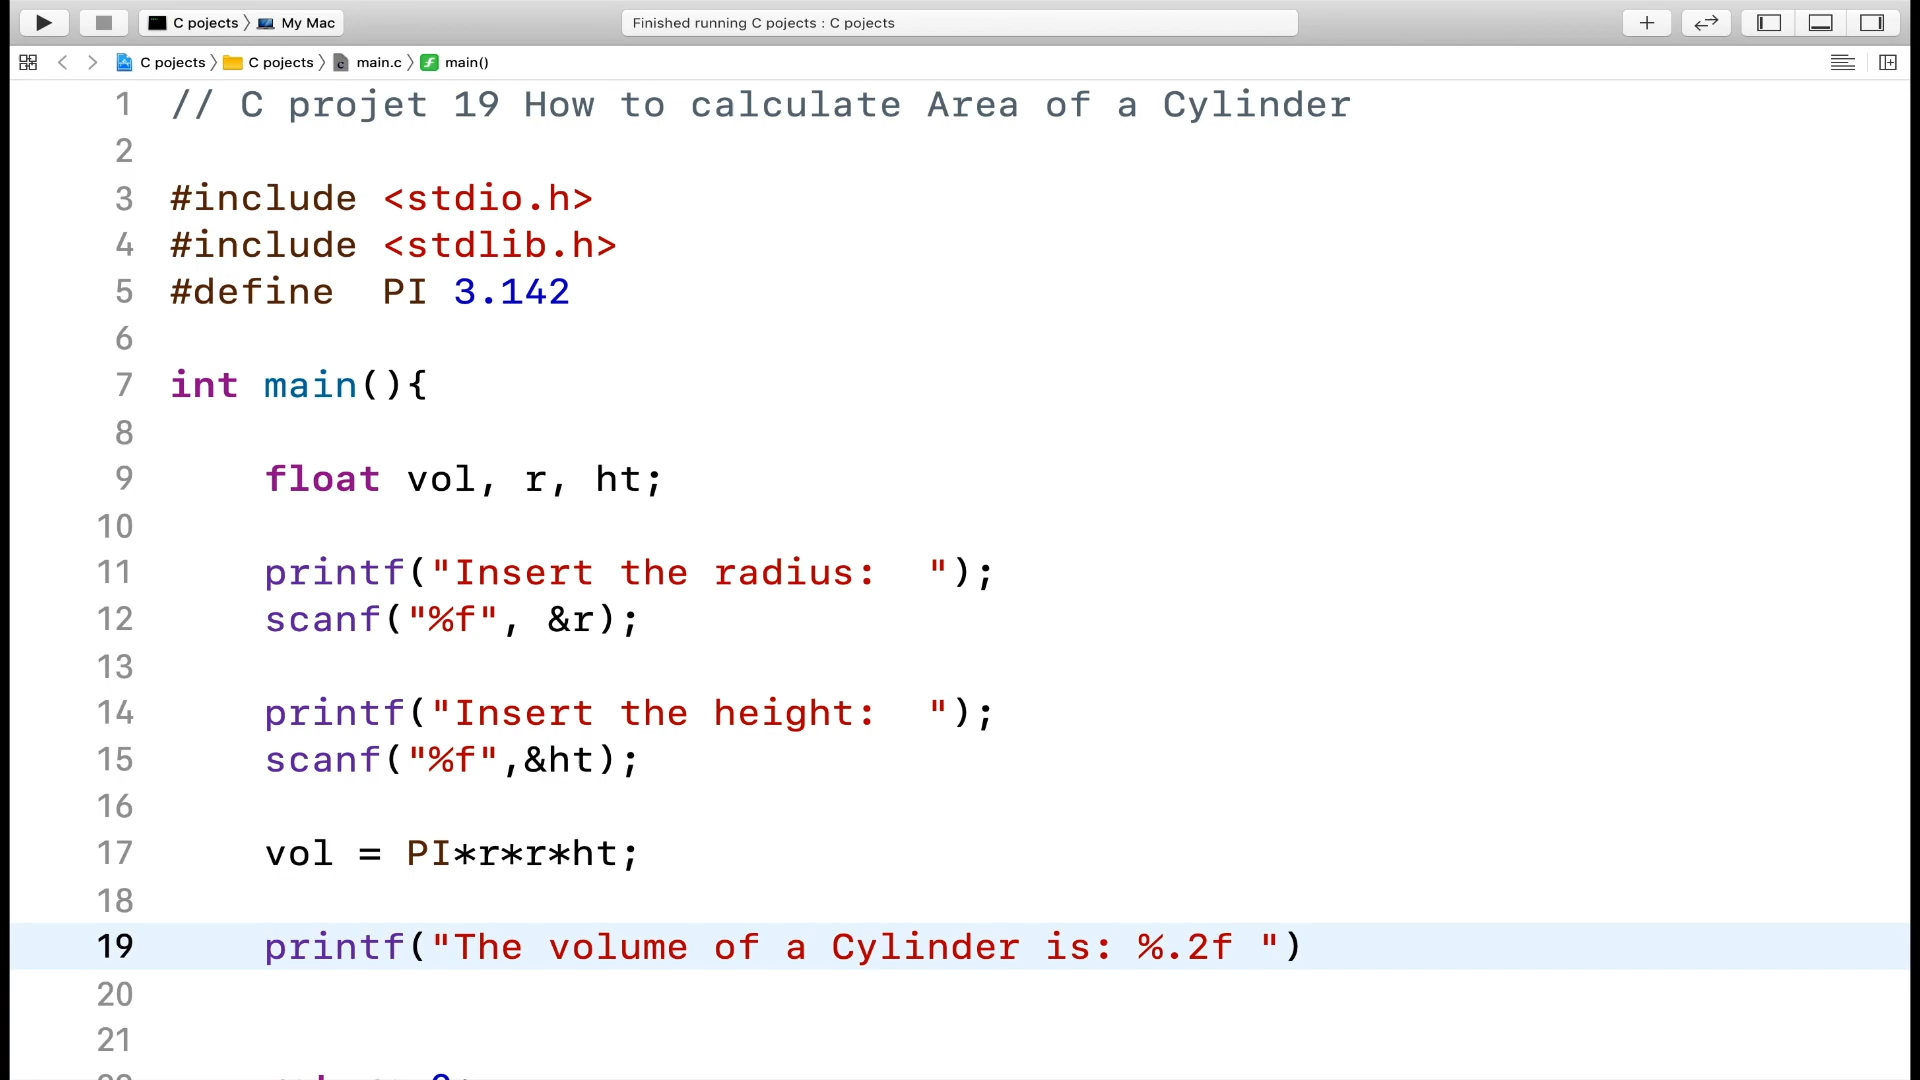 C pojects 〉 My Mac
Finished running C pojects : C pojects
C pojects 〉 C pojects 〉 main.c 〉 main()
1 // C projet 19 How to calculate Area of a Cylinder
2
3 #include <stdio.h>
4 #include <stdlib.h>
5 #define  PI 3.142
6
7 int main(){
8
9     float vol, r, ht;
10
11     printf("Insert the radius:  ");
12     scanf("%f", &r);
13
14     printf("Insert the height:  ");
15     scanf("%f",&ht);
16
17     vol = PI*r*r*ht;
18
19     printf("The volume of a Cylinder is: %.2f ")
20
21